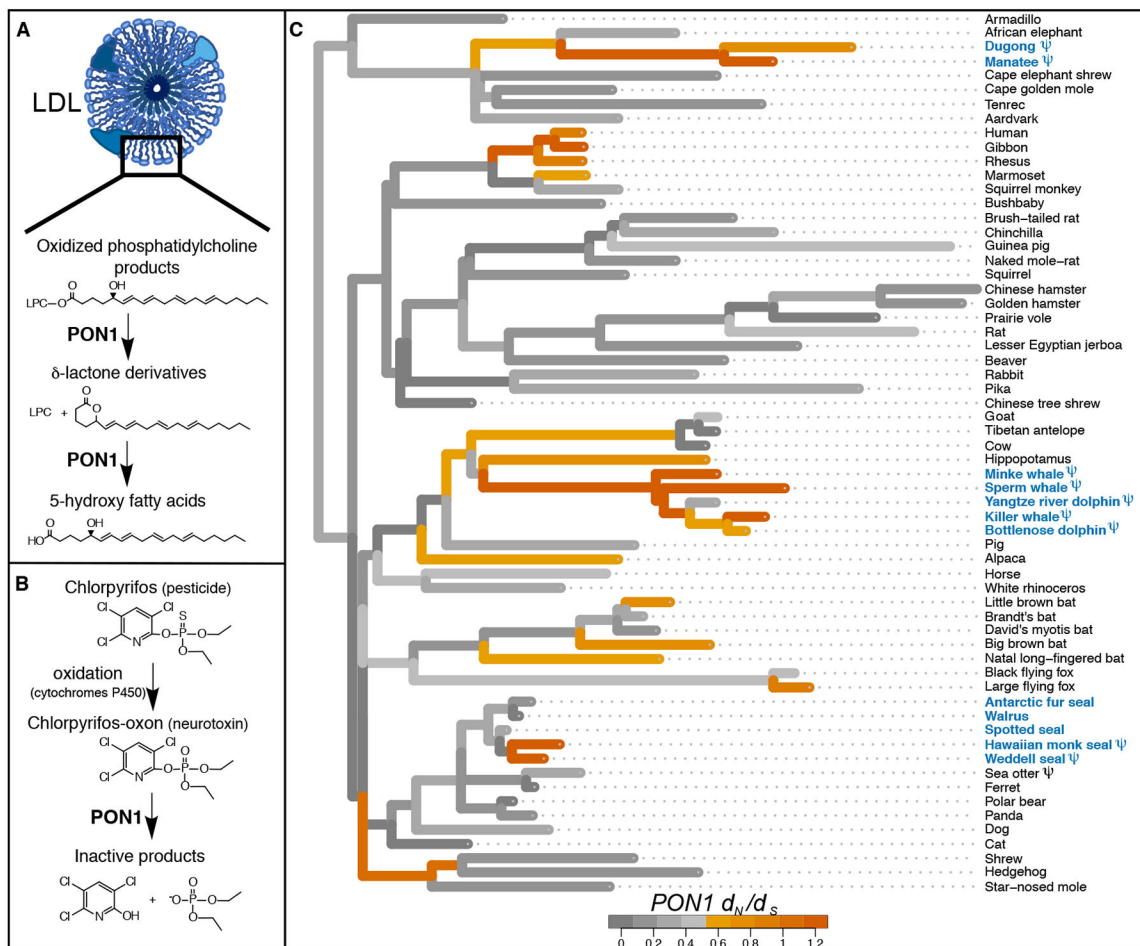 A
LDL
Oxidized phosphatidylcholine
products
OH
O
LPC-O
PON1
δ-lactone derivatives
O
LPC + O
PON1
5-hydroxy fatty acids
O OH
HO
B
Chlorpyrifos (pesticide)
Cl Cl S
Cl N O P O
O
oxidation
(cytochromes P450)
Chlorpyrifos-oxon (neurotoxin)
Cl Cl O
Cl N O P O
O
PON1
Inactive products
Cl Cl O
Cl N OH + -O P O
O
C
Armadillo
African elephant
Dugong ψ
Manatee ψ
Cape elephant shrew
Cape golden mole
Tenrec
Aardvark
Human
Gibbon
Rhesus
Marmoset
Squirrel monkey
Bushbaby
Brush-tailed rat
Chinchilla
Guinea pig
Naked mole-rat
Squirrel
Chinese hamster
Golden hamster
Prairie vole
Rat
Lesser Egyptian jerboa
Beaver
Rabbit
Pika
Chinese tree shrew
Goat
Tibetan antelope
Cow
Hippopotamus
Minke whale ψ
Sperm whale ψ
Yangtze river dolphin ψ
Killer whale ψ
Bottlenose dolphin ψ
Pig
Alpaca
Horse
White rhinoceros
Little brown bat
Brandt's bat
David's myotis bat
Big brown bat
Natal long-fingered bat
Black flying fox
Large flying fox
Antarctic fur seal
Walrus
Spotted seal
Hawaiian monk seal ψ
Weddell seal ψ
Sea otter ψ
Ferret
Polar bear
Panda
Dog
Cat
Shrew
Hedgehog
Star-nosed mole
PON1 dN/dS
0 0.2 0.4 0.6 0.8 1 1.2